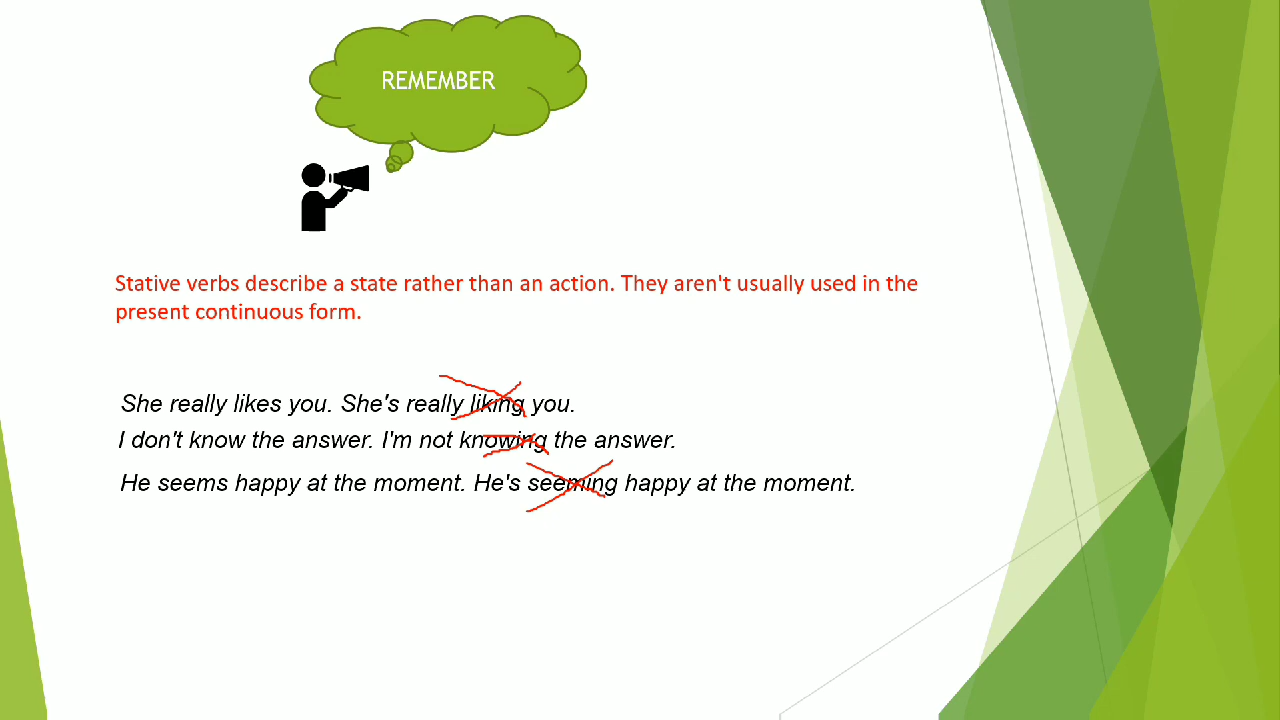 REMEMBER
Stative verbs describe a state rather than an action. They aren't usually used in the
present continuous form.
She really likes you. She's really liking you.
I don't know the answer. I'm not knowing the answer.
He seems happy at the moment. He's seeming happy at the moment.